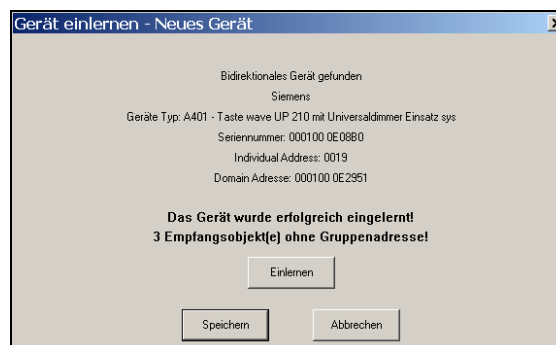 Gerät einlernen - Neues Gerät
Bidirektionales Gerät gefunden
Siemens
Geräte Typ: A401 - Taste wave UP 210 mit Universaldimmer Einsatz sys
Seriennummer: 000100 0E08B0
Individual Address: 0019
Domain Adresse: 000100 0E2951
Das Gerät wurde erfolgreich eingelernt!
3 Empfangsobjekt(e) ohne Gruppenadresse!
Einlernen
Speichern Abbrechen